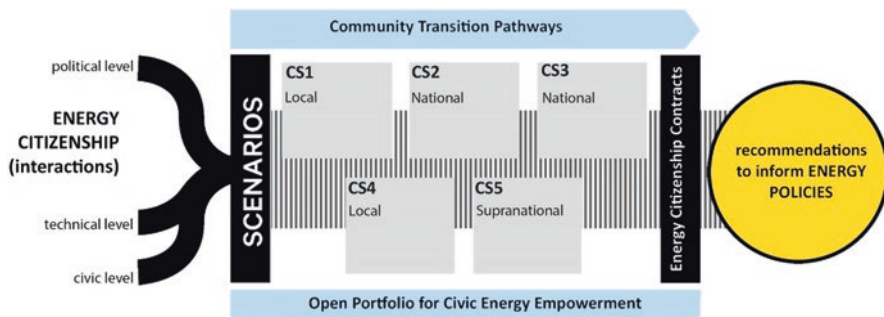 Community Transition Pathways
political level
ENERGY
CITIZENSHIP
(interactions)
technical level
civic level
SCENARIOS
CS1
Local
CS2
National
CS3
National
CS4
Local
CS5
Supranational
Energy Citizenship Contracts
recommendations
to inform ENERGY
POLICIES
Open Portfolio for Civic Energy Empowerment